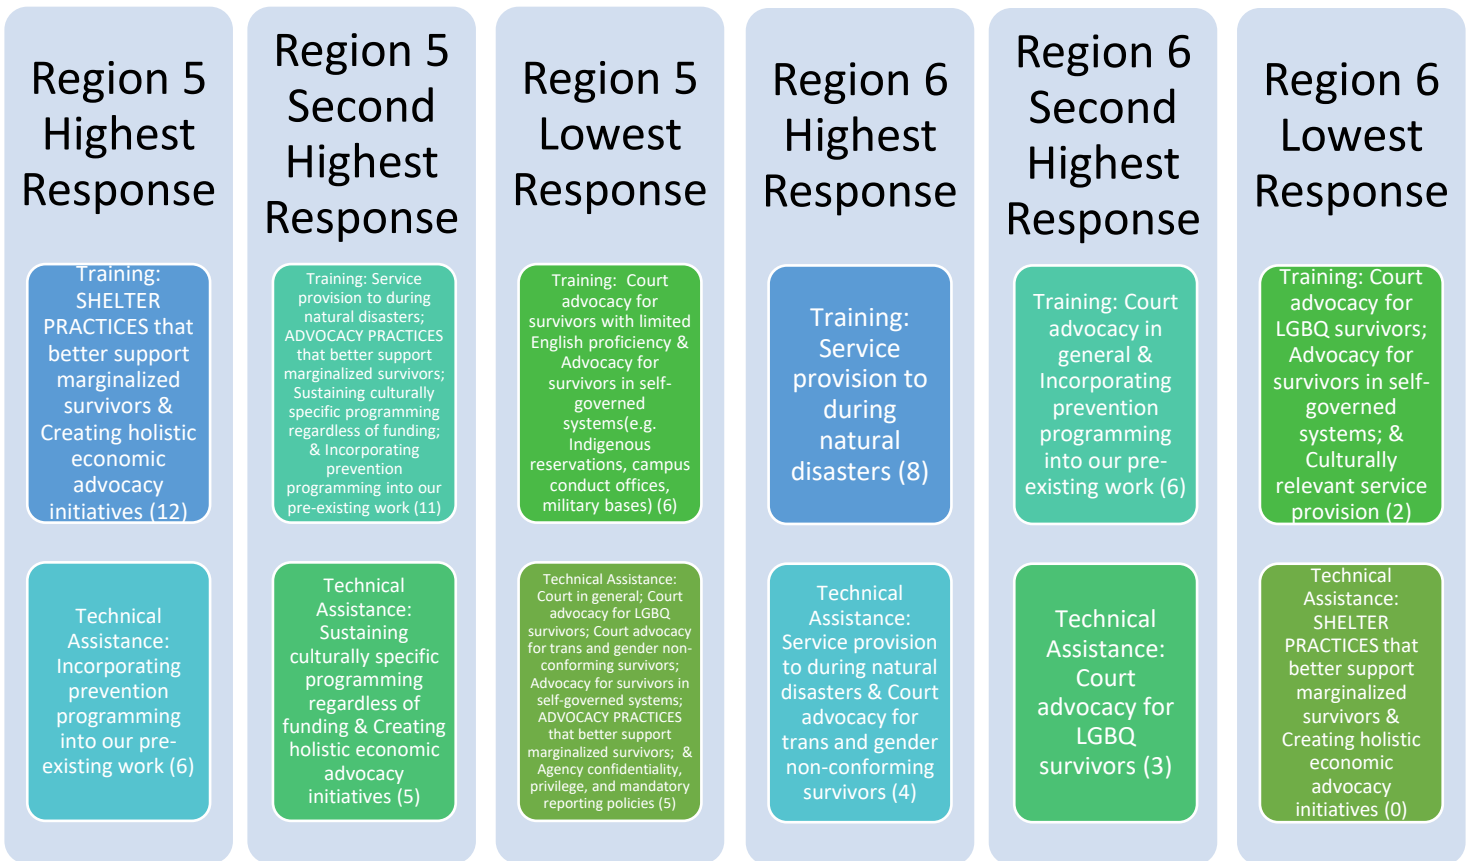 Region 5
Highest
Response
Training:
SHELTER
PRACTICES that
better support
marginalized
survivors &
Creating holistic
economic
advocacy
initiatives (12)
Technical
Assistance:
Incorporating
prevention
programming
into our pre-
existing work (6)
Region 5
Second
Highest
Response
Training: Service
provision to during
natural disasters;
ADVOCACY PRACTICES
that better support
marginalized survivors;
Sustaining culturally
specific programming
regardless of funding;
& Incorporating
prevention
programming into our
pre-existing work (11)
Technical
Assistance:
Sustaining
culturally specific
programming
regardless of
funding & Creating
holistic economic
advocacy
initiatives (5)
Region 5
Lowest
Response
Training:  Court
advocacy for
survivors with limited
English proficiency &
Advocacy for
survivors in self-
governed
systems(e.g.
Indigenous
reservations, campus
conduct offices,
military bases) (6)
Technical Assistance:
Court in general; Court
advocacy for LGBQ
survivors; Court advocacy
for trans and gender non-
conforming survivors;
Advocacy for survivors in
self-governed systems;
ADVOCACY PRACTICES
that better support
marginalized survivors;  &
Agency confidentiality,
privilege, and mandatory
reporting policies (5)
Region 6
Highest
Response
Training:
Service
provision to
during
natural
disasters (8)
Technical
Assistance:
Service provision
to during natural
disasters & Court
advocacy for
trans and gender
non-conforming
survivors (4)
Region 6
Second
Highest
Response
Training: Court
advocacy in
general &
Incorporating
prevention
programming
into our pre-
existing work (6)
Technical
Assistance:
Court
advocacy for
LGBQ
survivors (3)
Region 6
Lowest
Response
Training: Court
advocacy for
LGBQ survivors;
Advocacy for
survivors in self-
governed
systems; &
Culturally
relevant service
provision (2)
Technical
Assistance:
SHELTER
PRACTICES that
better support
marginalized
survivors &
Creating holistic
economic
advocacy
initiatives (0)